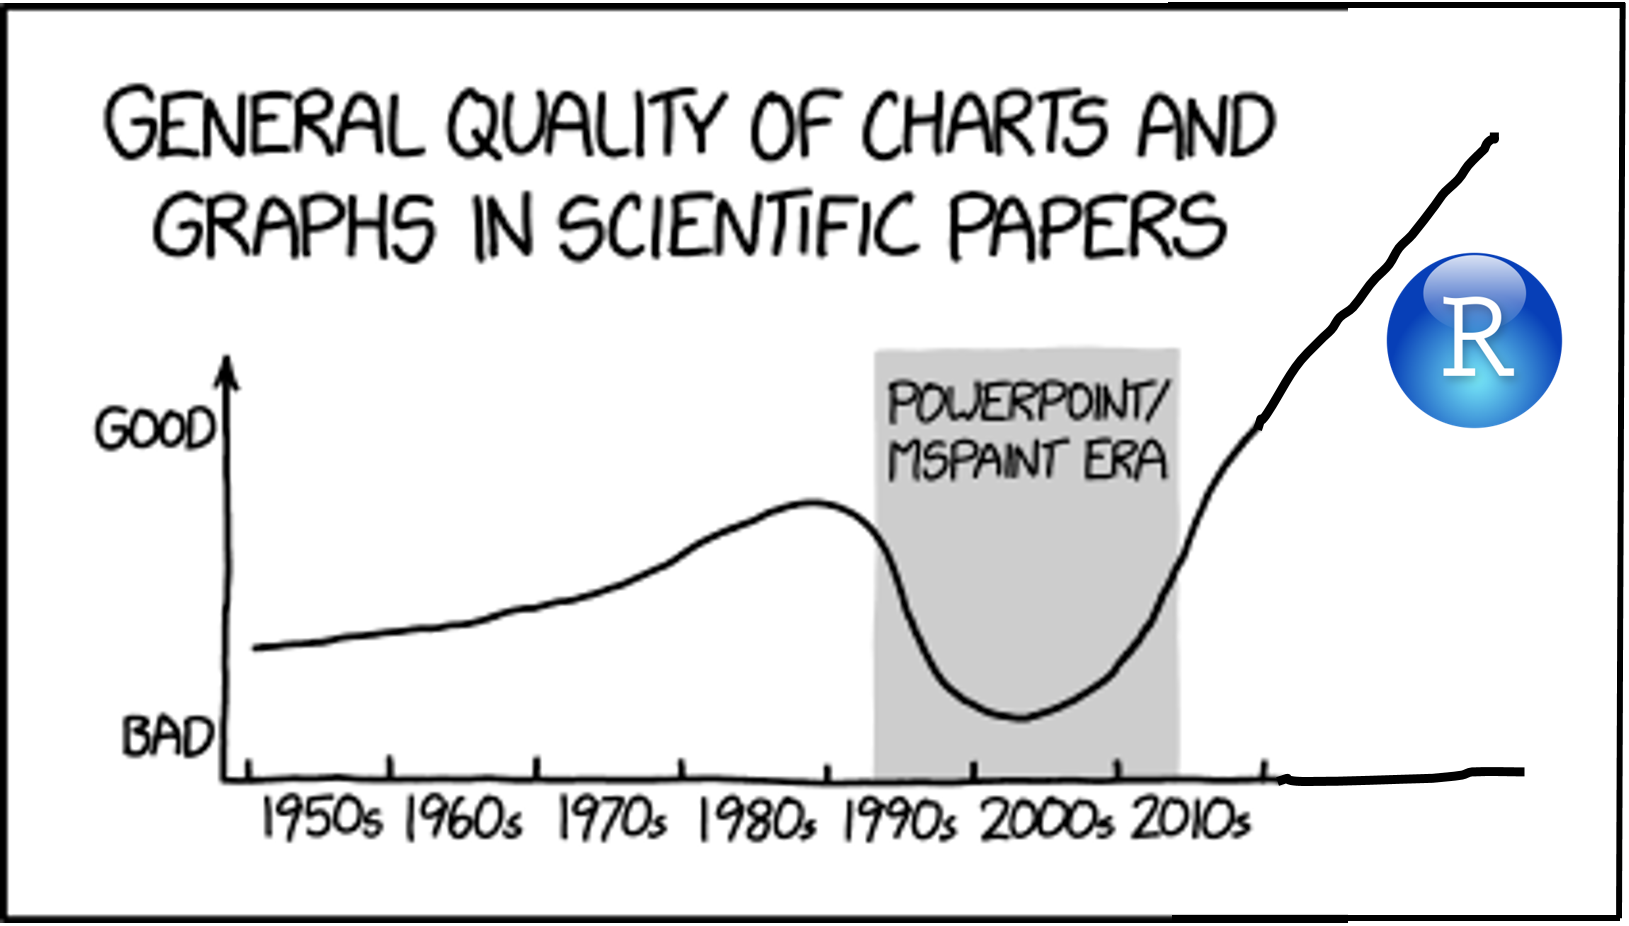 GENERAL QUALITY OF CHARTS AND
GRAPHS IN SCIENTIFIC PAPERS
R
GOOD
POWERPOINT/
MSPAINT ERA
BAD
1950s 1960s 1970s 1980s 1990s 2000s 2010s